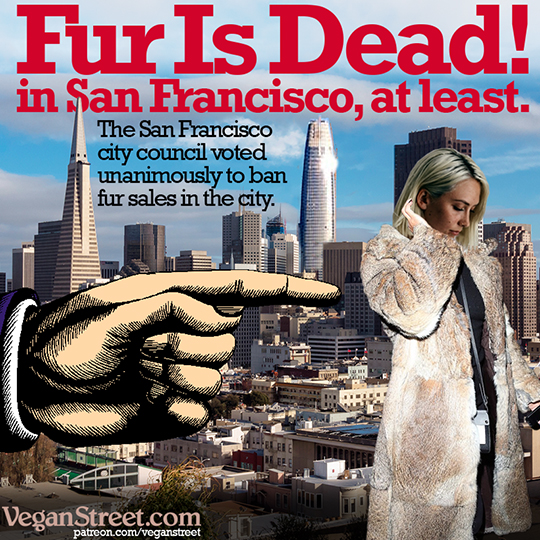 Fur Is Dead!
in San Francisco, at least.
The San Francisco
city council voted
unanimously to ban
fur sales in the city.
VeganStreet.com
patreon.com/veganstreet